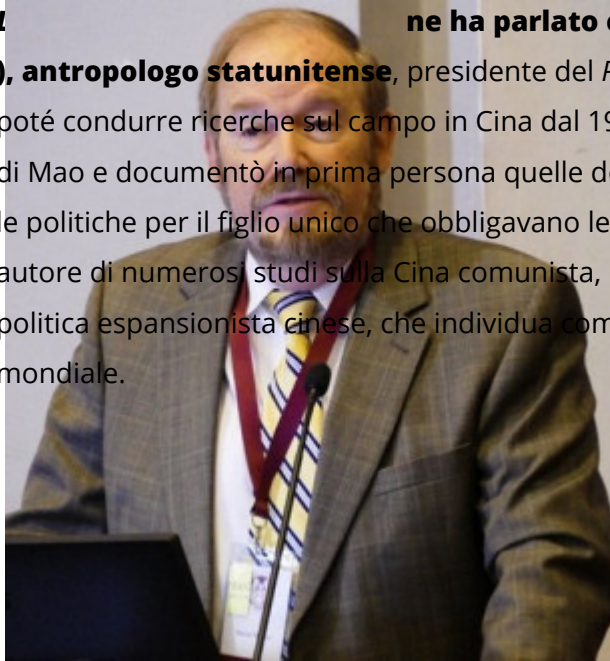 ne ha parlato
), antropologo statunitense, presidente del
poté condurre ricerche sul campo in Cina dal 19
di Mao e documentò in prima persona quelle de
le politiche per il figlio unico che obbligavano le
autore di numerosi studi sulla Cina comunista,
politica espansionista cinese, che individua com
mondiale.